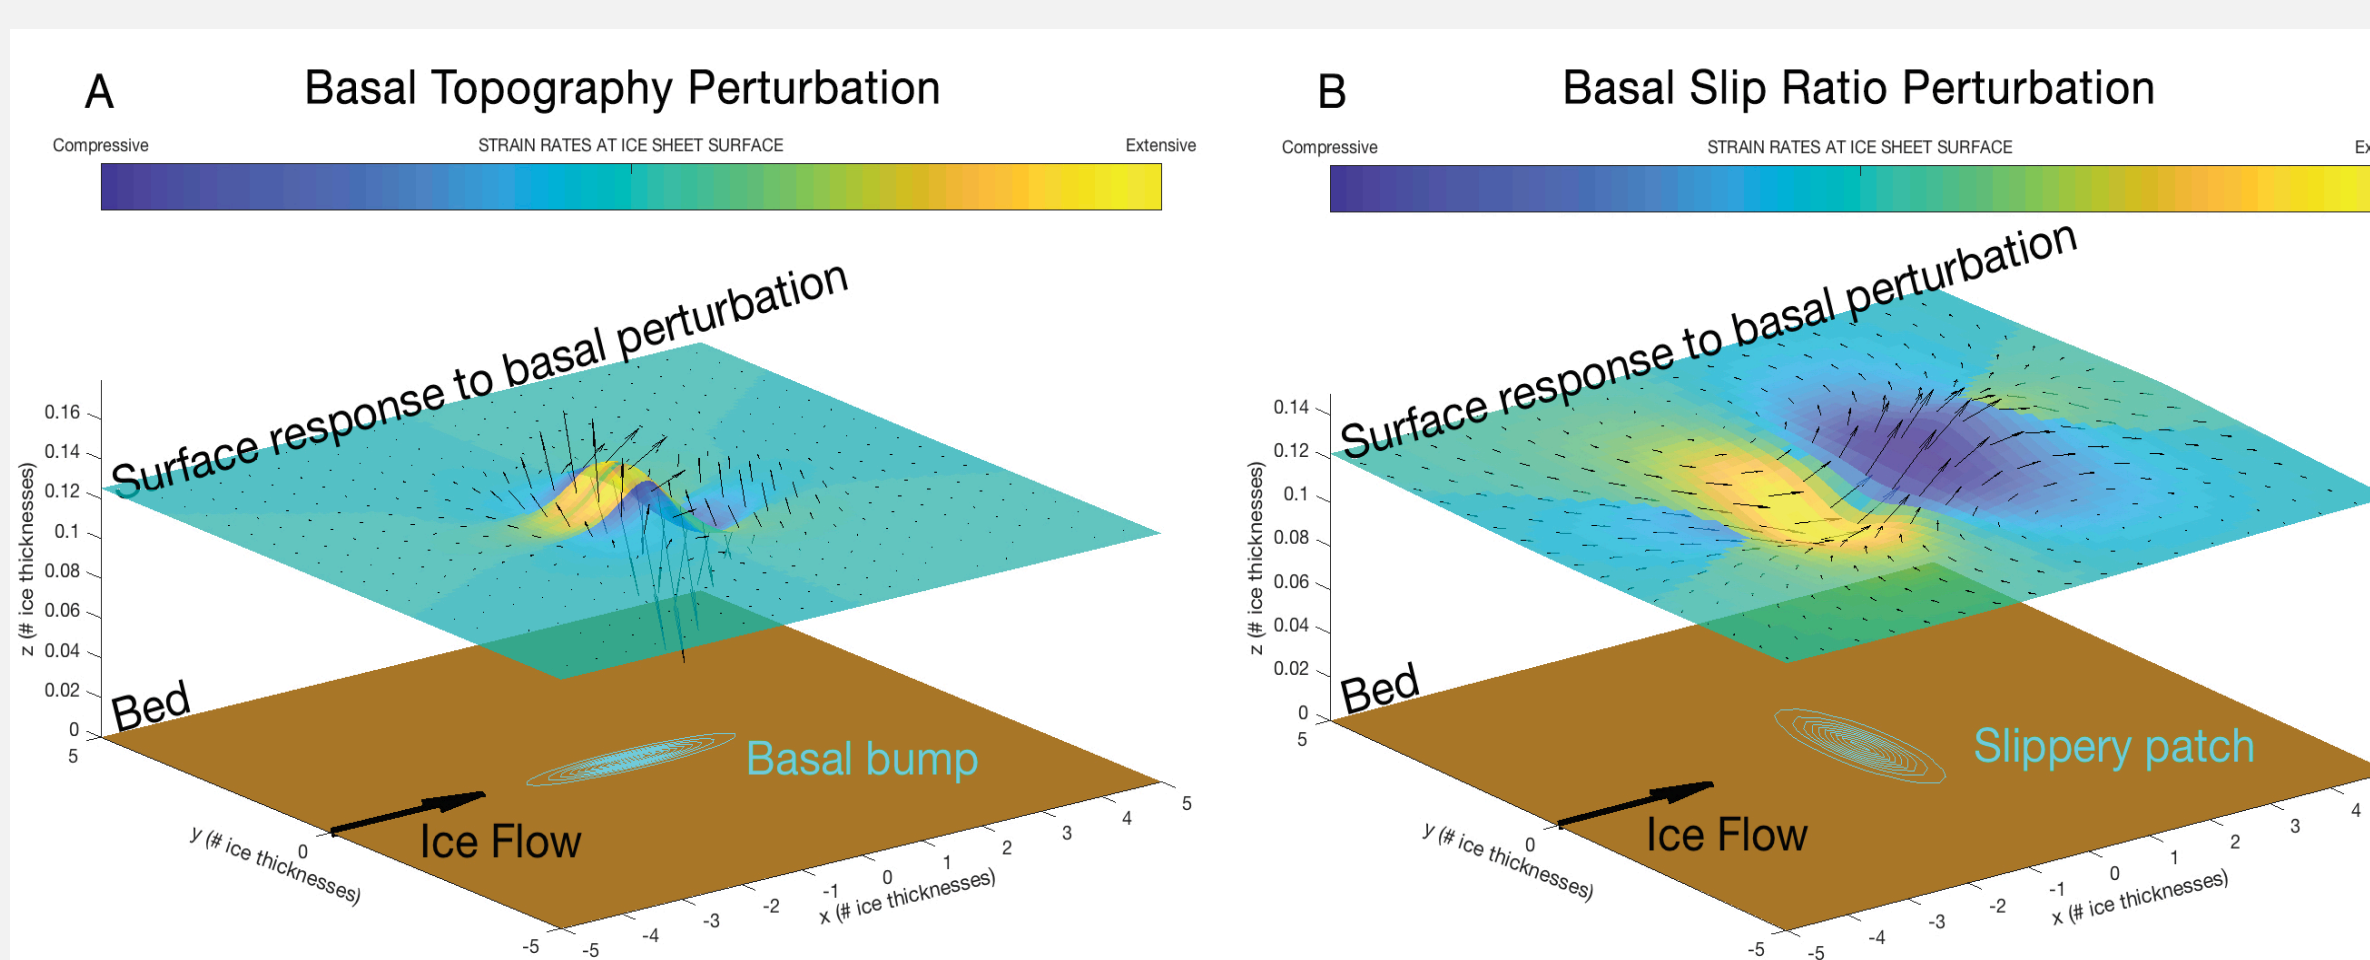 A
Basal Topography Perturbation
Compressive
STRAIN RATES AT ICE SHEET SURFACE
Extensive
Surface response to basal perturbation
0.16
0.14
0.12
0.1
0.08
0.06
0.04
0.02
0
z (# ice thicknesses)
Bed
Basal bump
Ice Flow
5
0
-5
y (# ice thicknesses)
-5
-4
-3
-2
-1
0
1
2
3
4
5
x (# ice thicknesses)
B
Basal Slip Ratio Perturbation
Compressive
STRAIN RATES AT ICE SHEET SURFACE
Ex
Surface response to basal perturbation
0.14
0.12
0.1
0.08
0.06
0.04
0.02
0
z (# ice thicknesses)
Bed
Slippery patch
Ice Flow
5
0
-5
y (# ice thicknesses)
-5
-4
-3
-2
-1
0
1
2
3
4
x (# ice thicknesses)